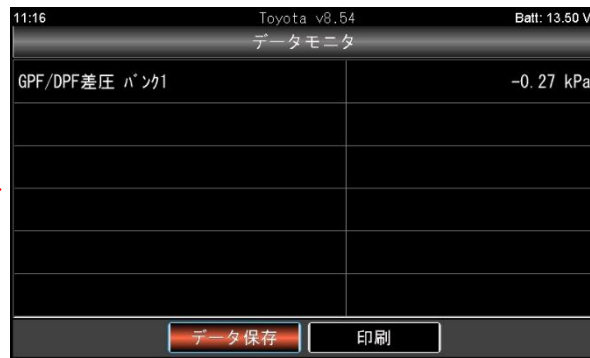 11:16 Toyota v8.54 Batt: 13.50 V
データモニタ
GPF/DPF差圧 ﾊﾞﾝｸ1 -0.27 kPa
データ保存 印刷